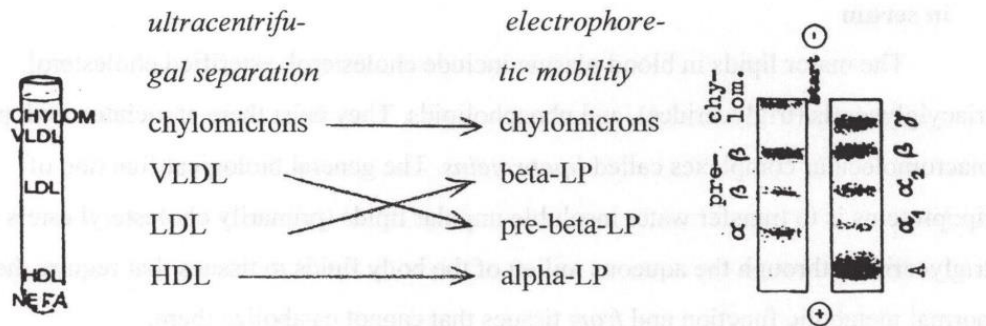 ultracentrifu-
gal separation
electrophore-
tic mobility
CHYLOM
VLDL
LDL
HDL
NEFA
chylomicrons
VLDL
LDL
HDL
chylomicrons
beta-LP
pre-beta-LP
alpha-LP
-
chy-
lom.
β
pre-
β
α
γ
β
α2
α1
A
+